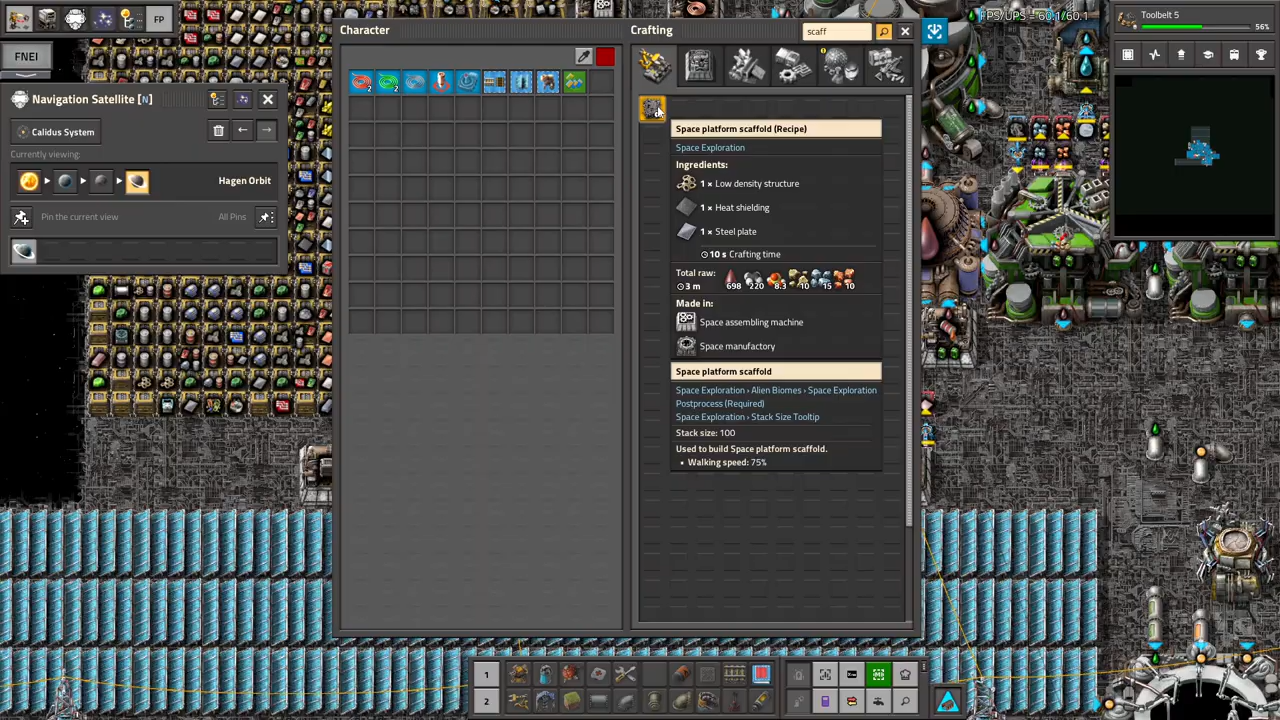 FP
FNEI
Navigation Satellite [N]
Calidus System
Currently viewing:
Hagen Orbit
Pin the current view
All Pins
Character
2
2
Crafting
scaff
Space platform scaffold (Recipe)
Space Exploration
Ingredients:
1 × Low density structure
1 × Heat shielding
1 × Steel plate
10 s Crafting time
Total raw:
3 m
698 220 8.3 10 15 10
Made in:
Space assembling machine
Space manufactory
Space platform scaffold
Space Exploration › Alien Biomes › Space Exploration
Postprocess (Required)
Space Exploration › Stack Size Tooltip
Stack size: 100
Used to build Space platform scaffold.
• Walking speed: 75%
FPS/UPS = 60.1/60.1
Toolbelt 5
56%
1
2